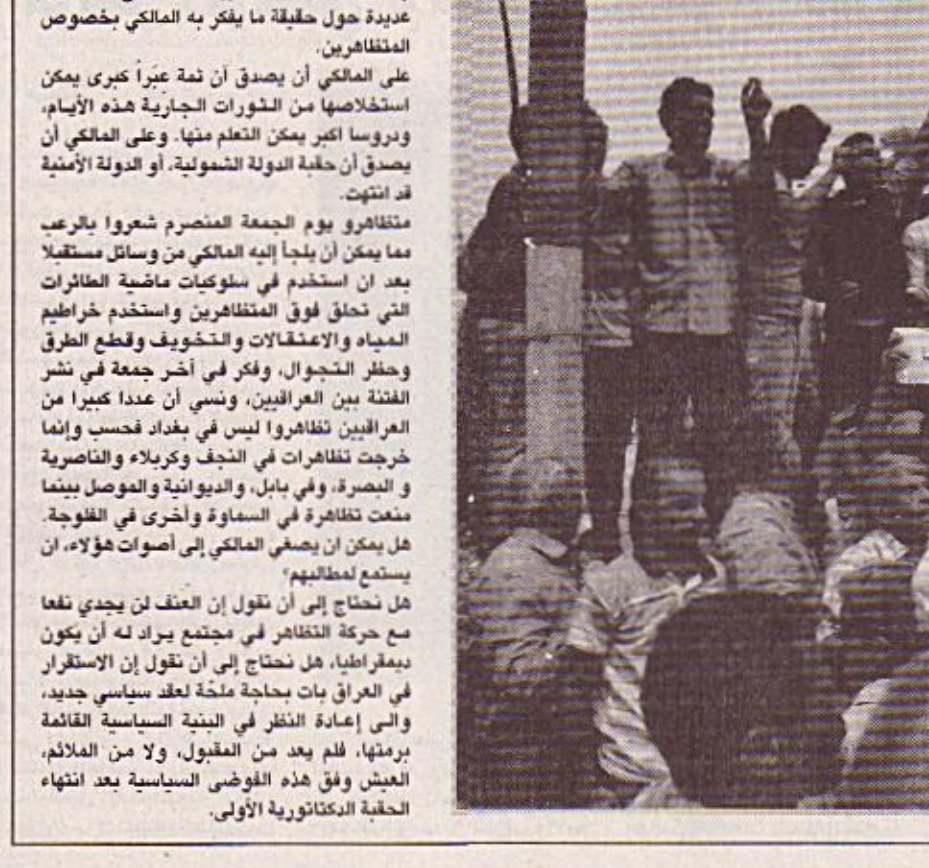 عديدة حول حقيقة ما يفكر به المالكي بخصوص
المتظاهرين.
على المالكي أن يصدق أن ثمة عبَراً كبرى يمكن
استخلاصها من الثورات الجارية هذه الأيام،
ودروسا اكبر يمكن التعلم منها. وعلى المالكي أن
يصدق أن حقبة الدولة الشمولية، أو الدولة الأمنية
قد انتهت.
متظاهرو يوم الجمعة المنصرم شعروا بالرعب
مما يمكن أن يلجأ إليه المالكي من وسائل مستقبلا
بعد ان استخدم في سلوكيات ماضية الطائرات
التي تحلق فوق المتظاهرين واستخدم خراطيم
المياه والاعتقالات والتخويف وقطع الطرق
وحظر التجوال، وفكر في آخر جمعة في نشر
الفتنة بين العراقيين، ونسي أن عددا كبيرا من
العراقيين تظاهروا ليس في بغداد فحسب وإنما
خرجت تظاهرات في النجف وكربلاء والناصرية
و البصرة، وفي بابل، والديوانية والموصل بينما
منعت تظاهرة في السماوة وأخرى في الفلوجة.
هل يمكن ان يصغي المالكي إلى أصوات هؤلاء، ان
يستمع لمطالبهم؟
هل نحتاج إلى أن نقول إن العنف لن يجدي نفعا
مع حركة التظاهر في مجتمع يراد له أن يكون
ديمقراطيا، هل نحتاج إلى أن نقول إن الاستقرار
في العراق بات بحاجة ملحّة لعقد سياسي جديد،
والى إعادة النظر في البنية السياسية القائمة
برمتها، فلم يعد من المقبول، ولا من الملائم،
العيش وفق هذه الفوضى السياسية بعد انتهاء
الحقبة الدكتاتورية الأولى.